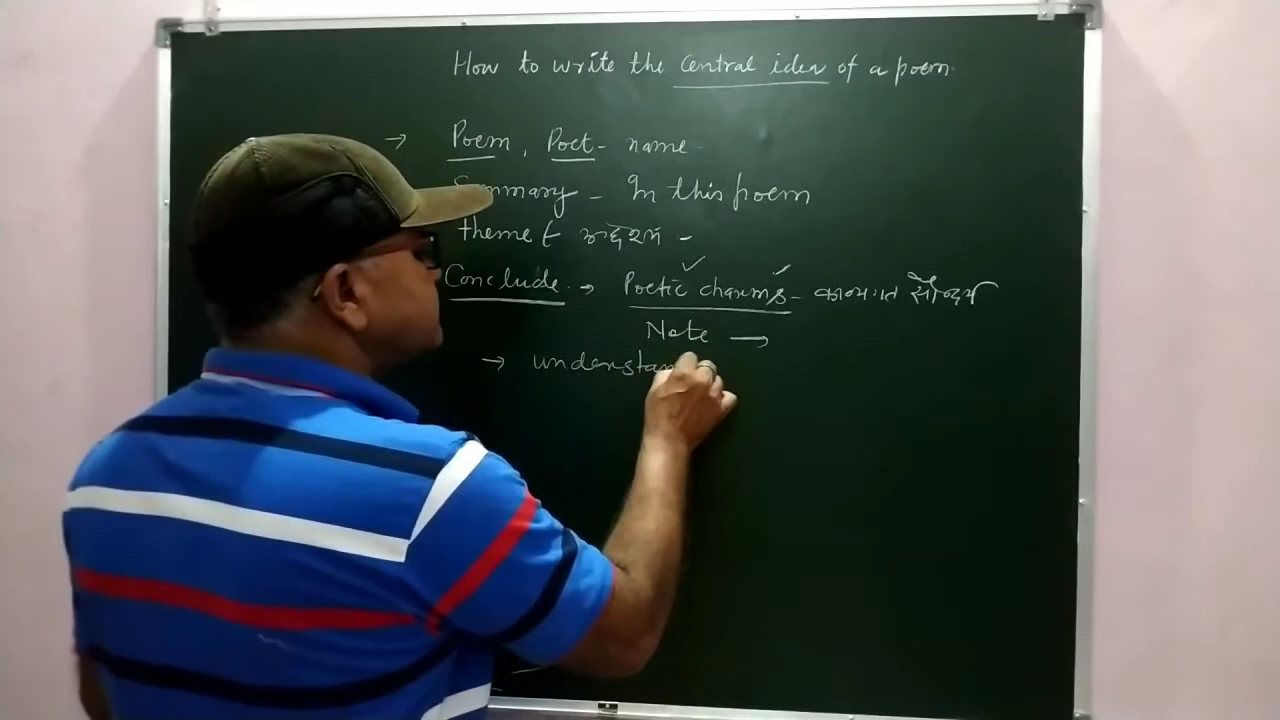 How to write the central idea of a poem
→ Poem, Poet - name
Summary - In this poem
theme उद्देश्य -
Conclude → Poetic charms - काव्यगत सौन्दर्य
Note →
→ understan